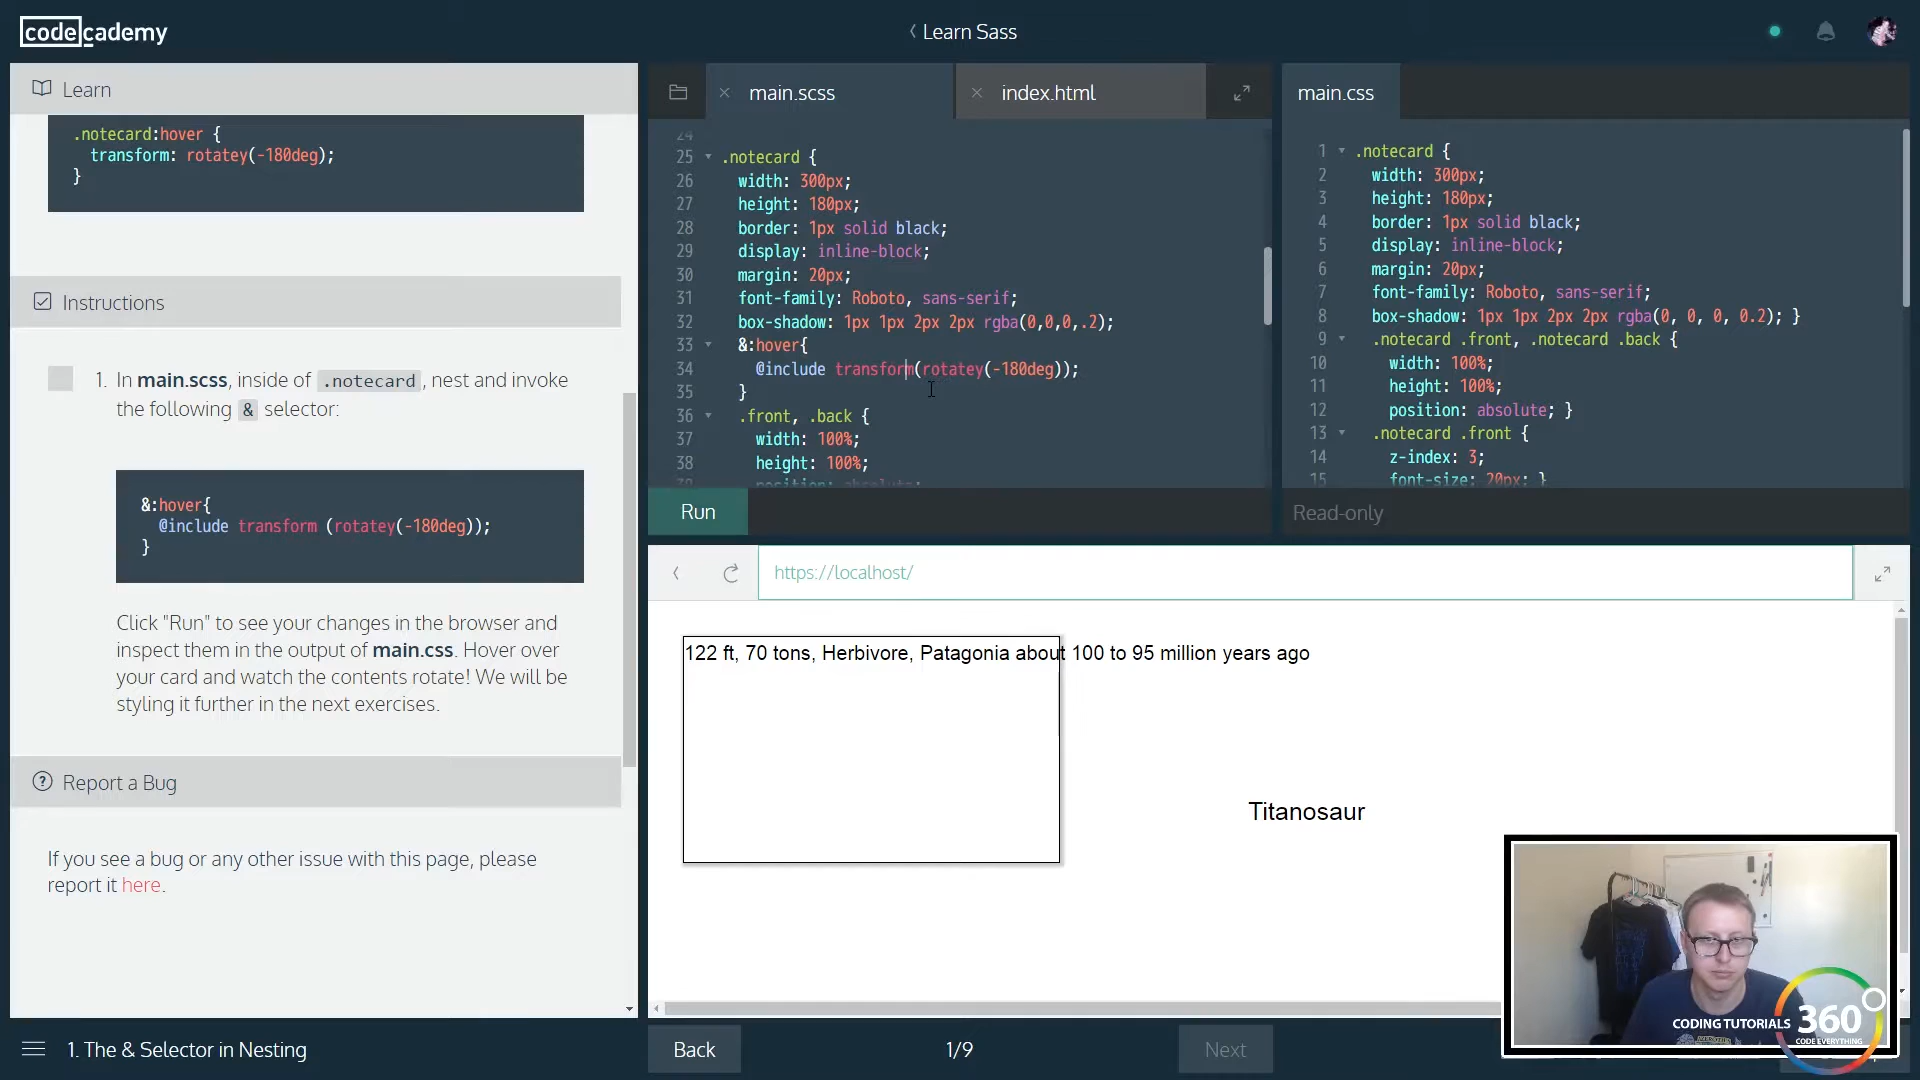 codecademy
Learn Sass
Learn
.notecard:hover {
transform: rotatey(-180deg);
}
Instructions
1. In main.scss, inside of .notecard, nest and invoke
the following & selector:
&:hover{
@include transform (rotatey(-180deg));
}
Click "Run" to see your changes in the browser and
inspect them in the output of main.css. Hover over
your card and watch the contents rotate! We will be
styling it further in the next exercises.
Report a Bug
If you see a bug or any other issue with this page, please
report it here.
main.scss
index.html
24
25 .notecard {
26 width: 300px;
27 height: 180px;
28 border: 1px solid black;
29 display: inline-block;
30 margin: 20px;
31 font-family: Roboto, sans-serif;
32 box-shadow: 1px 1px 2px 2px rgba(0,0,0,.2);
33 &:hover{
34 @include transform(rotatey(-180deg));
35 }
36 .front, .back {
37 width: 100%;
38 height: 100%;
39 position: absolute;
Run
main.css
1 .notecard {
2 width: 300px;
3 height: 180px;
4 border: 1px solid black;
5 display: inline-block;
6 margin: 20px;
7 font-family: Roboto, sans-serif;
8 box-shadow: 1px 1px 2px 2px rgba(0, 0, 0, 0.2); }
9 .notecard .front, .notecard .back {
10 width: 100%;
11 height: 100%;
12 position: absolute; }
13 .notecard .front {
14 z-index: 3;
15 font-size: 20px; }
Read-only
https://localhost/
122 ft, 70 tons, Herbivore, Patagonia about 100 to 95 million years ago
Titanosaur
CODING TUTORIALS 360
CODE EVERYTHING
1. The & Selector in Nesting
Back
1/9
Next